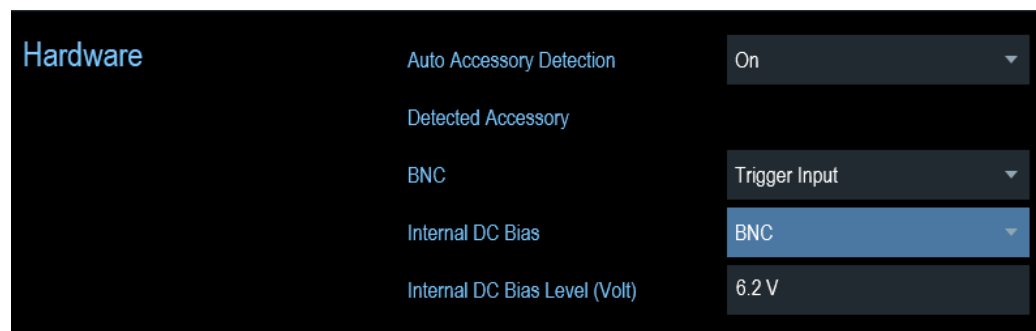 Hardware
Auto Accessory Detection On
Detected Accessory
BNC Trigger Input
Internal DC Bias BNC
Internal DC Bias Level (Volt) 6.2 V